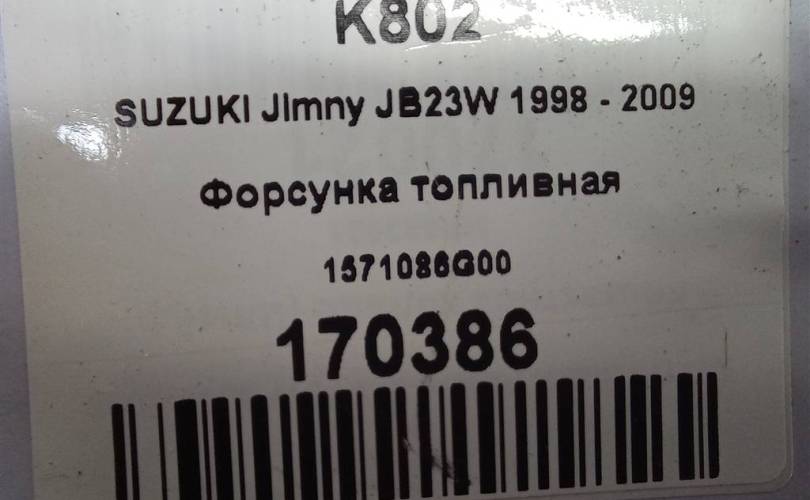 K802
SUZUKI Jimny JB23W 1998 - 2009
Форсунка топливная
1571086G00
170386